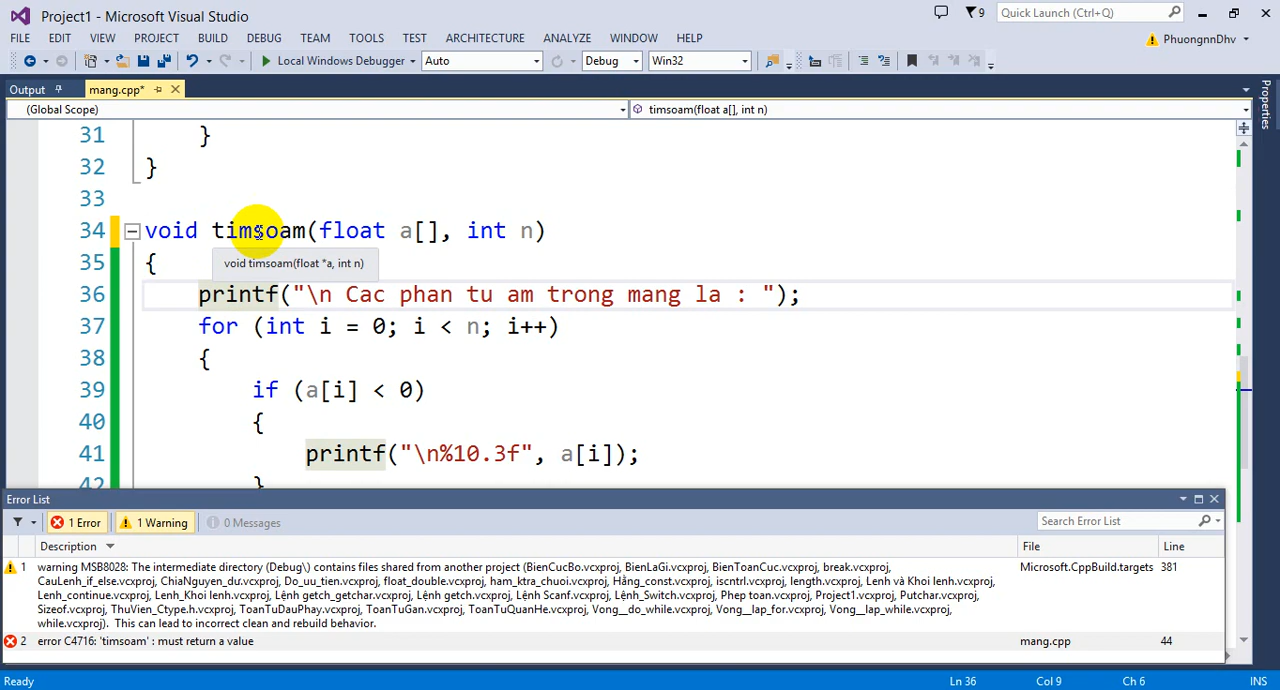 Project1 - Microsoft Visual Studio
9
Quick Launch (Ctrl+Q)
FILE EDIT VIEW PROJECT BUILD DEBUG TEAM TOOLS TEST ARCHITECTURE ANALYZE WINDOW HELP
PhuongnnDhv
Local Windows Debugger Auto Debug Win32
Output mang.cpp*
(Global Scope) timsoam(float a[], int n)
Properties
31 }
32 }
33
34 void timsoam(float a[], int n)
35 {
void timsoam(float *a, int n)
36 printf("\n Cac phan tu am trong mang la : ");
37 for (int i = 0; i < n; i++)
38 {
39 if (a[i] < 0)
40 {
41 printf("\n%10.3f", a[i]);
42 }
Error List
1 Error 1 Warning 0 Messages Search Error List
Description File Line
1 warning MSB8028: The intermediate directory (Debug\) contains files shared from another project (BienCucBo.vcxproj, BienLaGi.vcxproj, BienToanCuc.vcxproj, break.vcxproj, Microsoft.CppBuild.targets 381
CauLenh_if_else.vcxproj, ChiaNguyen_du.vcxproj, Do_uu_tien.vcxproj, float_double.vcxproj, ham_ktra_chuoi.vcxproj, Hằng_const.vcxproj, iscntrl.vcxproj, length.vcxproj, Lenh và Khoi lenh.vcxproj,
Lenh_continue.vcxproj, Lenh_Khoi lenh.vcxproj, Lệnh getch_getchar.vcxproj, Lệnh getch.vcxproj, Lệnh Scanf.vcxproj, Lệnh_Switch.vcxproj, Phep toan.vcxproj, Project1.vcxproj, Putchar.vcxproj,
Sizeof.vcxproj, ThuVien_Ctype.h.vcxproj, ToanTuDauPhay.vcxproj, ToanTuGan.vcxproj, ToanTuQuanHe.vcxproj, Vong__do_while.vcxproj, Vong__lap_for.vcxproj, Vong__lap_while.vcxproj,
while.vcxproj). This can lead to incorrect clean and rebuild behavior.
2 error C4716: 'timsoam' : must return a value mang.cpp 44
Ready Ln 36 Col 9 Ch 6 INS